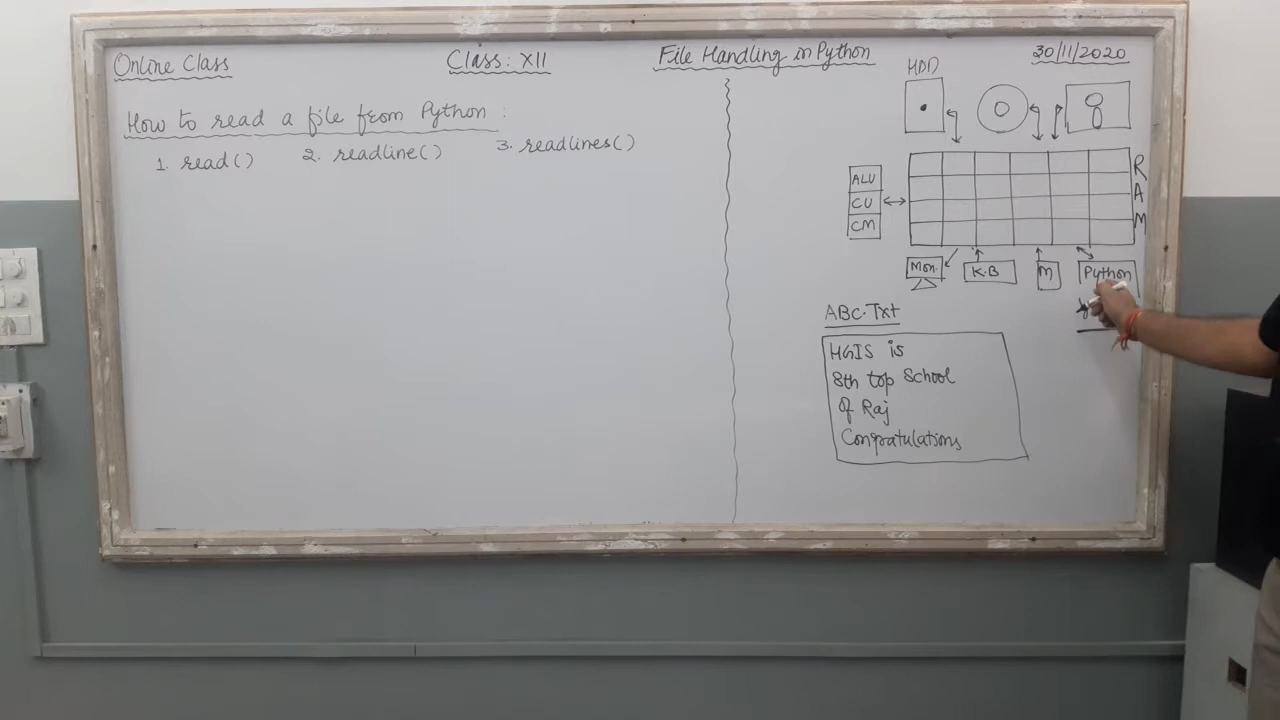 Online Class
Class: XII
File Handling in Python
30/11/2020
How to read a file from Python :
1. read() 2. readline() 3. readlines()
HDD
RAM
ALU
CU
CM
Mon.
K.B
M
Python
ABC.Txt
HGIS is
8th top School
of Raj
Congratulations